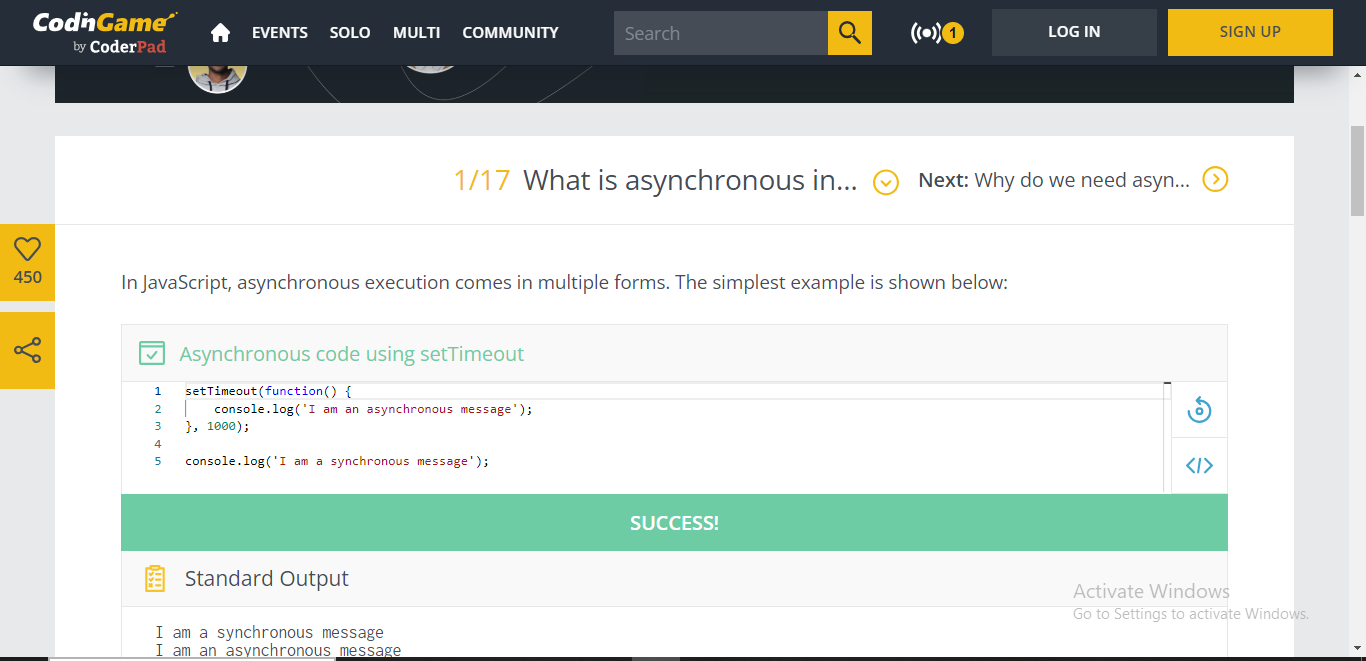 CodinGame
by CoderPad
EVENTS SOLO MULTI COMMUNITY
Search
1
LOG IN
SIGN UP
1/17 What is asynchronous in...
Next: Why do we need asyn...
450
In JavaScript, asynchronous execution comes in multiple forms. The simplest example is shown below:
Asynchronous code using setTimeout
1 setTimeout(function() {
2 console.log('I am an asynchronous message');
3 }, 1000);
4
5 console.log('I am a synchronous message');
</>
SUCCESS!
Standard Output
Activate Windows
Go to Settings to activate Windows.
I am a synchronous message
I am an asynchronous message